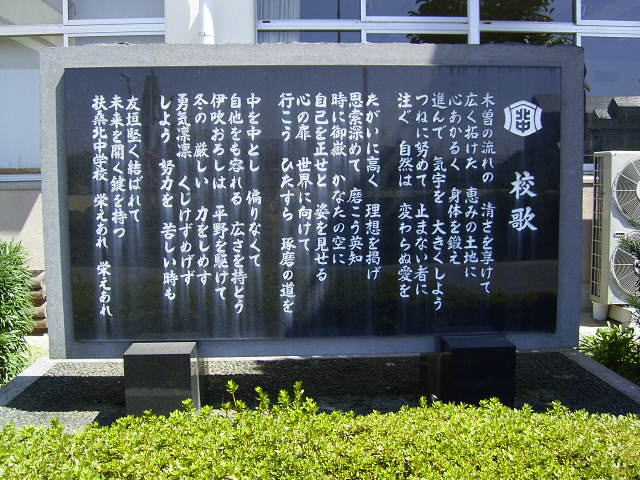 北中
校歌
木曽の流れの 清さを享けて
広く拓けた 恵みの土地に
心あかるく 身体を鍛え
進んで 気宇を 大きくしよう
つねに努めて 止まない者に
注ぐ 自然は 変わらぬ愛を
たがいに高く 理想を掲げ
思索深めて 磨こう英知
時に御嶽 かなたの空に
自己を正せと 姿を見せる
心の扉 世界に向けて
行こう ひたすら 琢磨の道を
中を中とし 偏りなくて
自他をも容れる 広さを持とう
伊吹おろしは 平野を駆けて
冬の 厳しい 力をしめす
勇気凛凛 くじけずめげず
しよう 努力を 苦しい時も
友垣堅く結ばれて
未来を開く鍵を持つ
扶桑北中学校 栄えあれ 栄えあれ